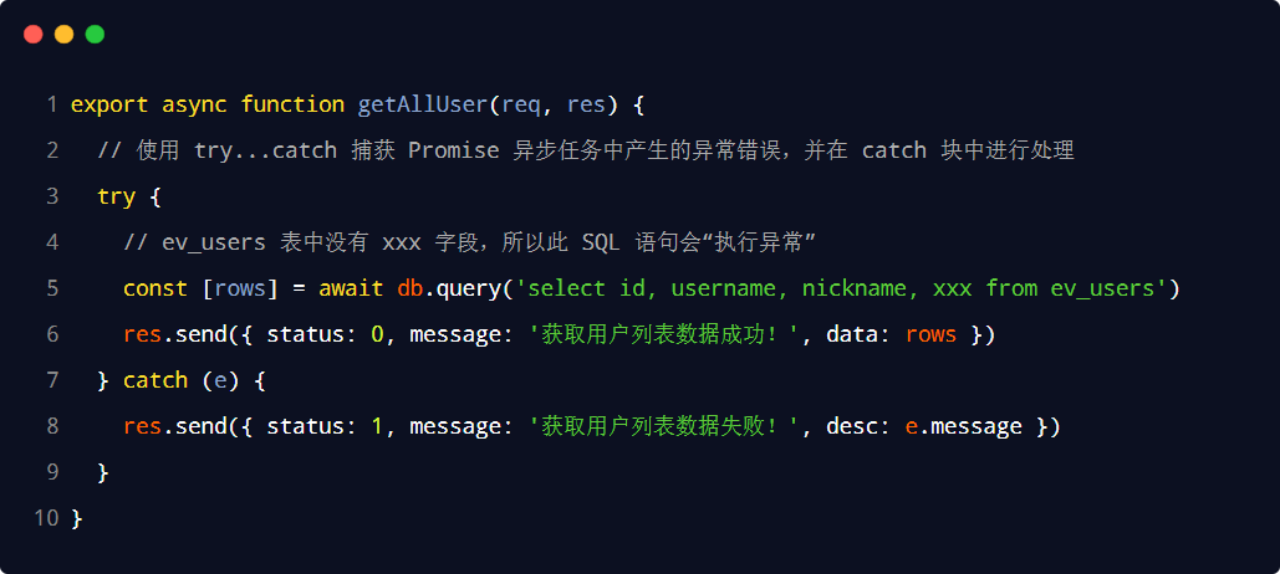 1 export async function getAllUser(req, res) {
2 // 使用 try...catch 捕获 Promise 异步任务中产生的异常错误，并在 catch 块中进行处理
3 try {
4 // ev_users 表中没有 xxx 字段，所以此 SQL 语句会“执行异常”
5 const [rows] = await db.query('select id, username, nickname, xxx from ev_users')
6 res.send({ status: 0, message: '获取用户列表数据成功！', data: rows })
7 } catch (e) {
8 res.send({ status: 1, message: '获取用户列表数据失败！', desc: e.message })
9 }
10 }